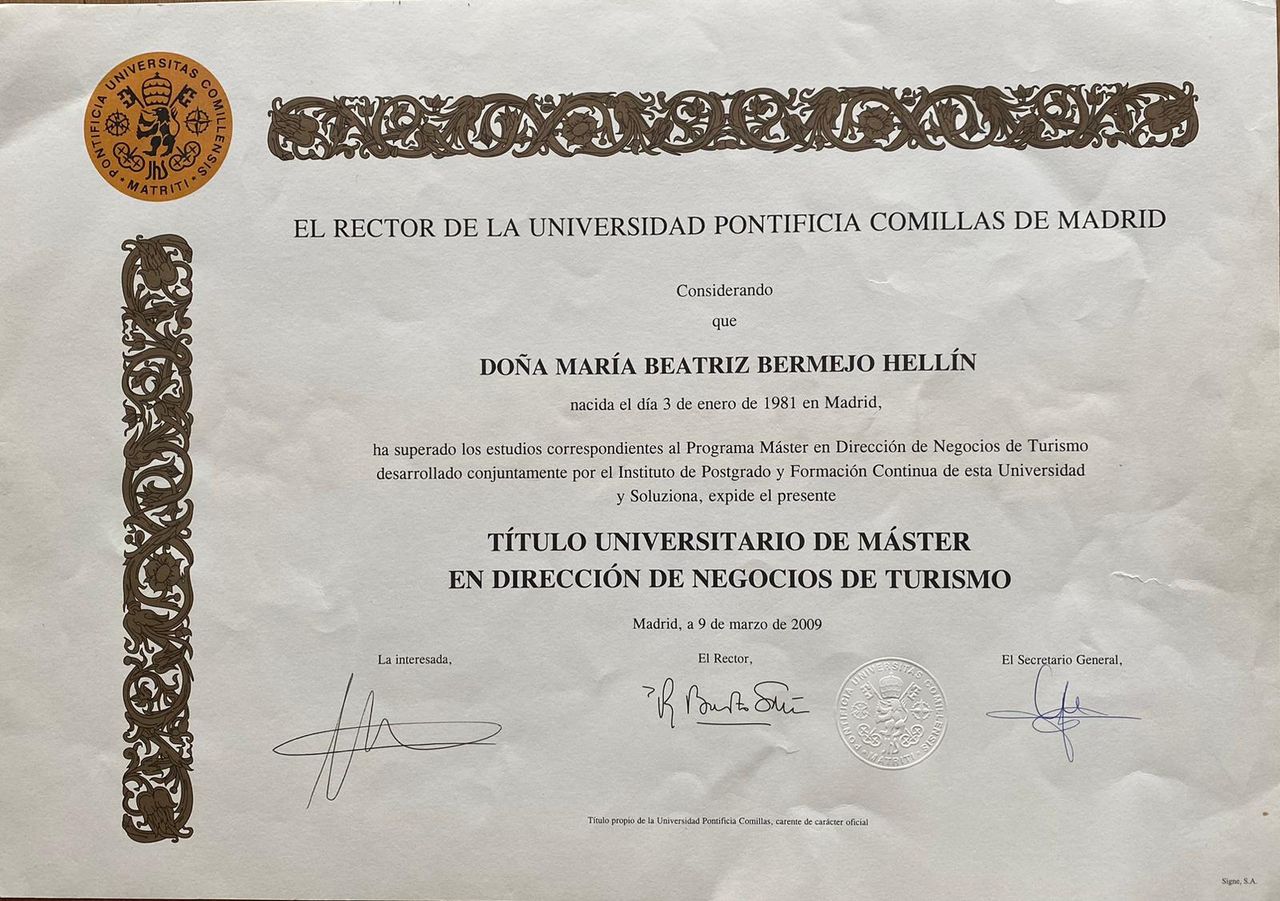 PONTIFICIA UNIVERSITAS COMILLENSIS
MATRITI
Jhs
EL RECTOR DE LA UNIVERSIDAD PONTIFICIA COMILLAS DE MADRID
Considerando
que
DOÑA MARÍA BEATRIZ BERMEJO HELLÍN
nacida el día 3 de enero de 1981 en Madrid,
ha superado los estudios correspondientes al Programa Máster en Dirección de Negocios de Turismo
desarrollado conjuntamente por el Instituto de Postgrado y Formación Continua de esta Universidad
y Soluziona, expide el presente
TÍTULO UNIVERSITARIO DE MÁSTER
EN DIRECCIÓN DE NEGOCIOS DE TURISMO
Madrid, a 9 de marzo de 2009
La interesada,
El Rector,
El Secretario General,
PONTIFICIA UNIVERSITAS COMILLENSIS
MATRITI
Título propio de la Universidad Pontificia Comillas, carente de carácter oficial
Signe, S.A.